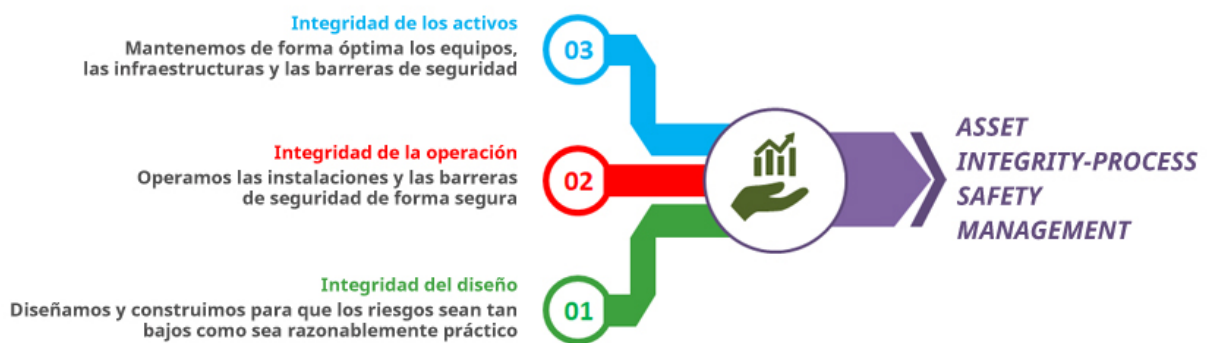 Integridad de los activos
Mantenemos de forma óptima los equipos,
las infraestructuras y las barreras de seguridad
03
Integridad de la operación
Operamos las instalaciones y las barreras
de seguridad de forma segura
02
Integridad del diseño
Diseñamos y construimos para que los riesgos sean tan
bajos como sea razonablemente práctico
01
ASSET
INTEGRITY-PROCESS
SAFETY
MANAGEMENT